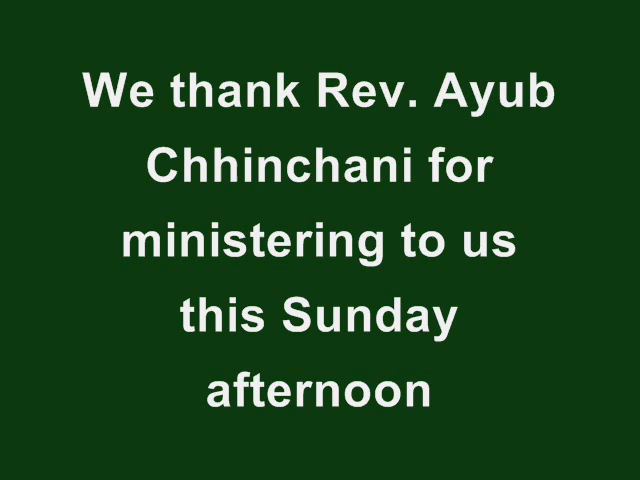 We thank Rev. Ayub
Chhinchani for
ministering to us
this Sunday
afternoon